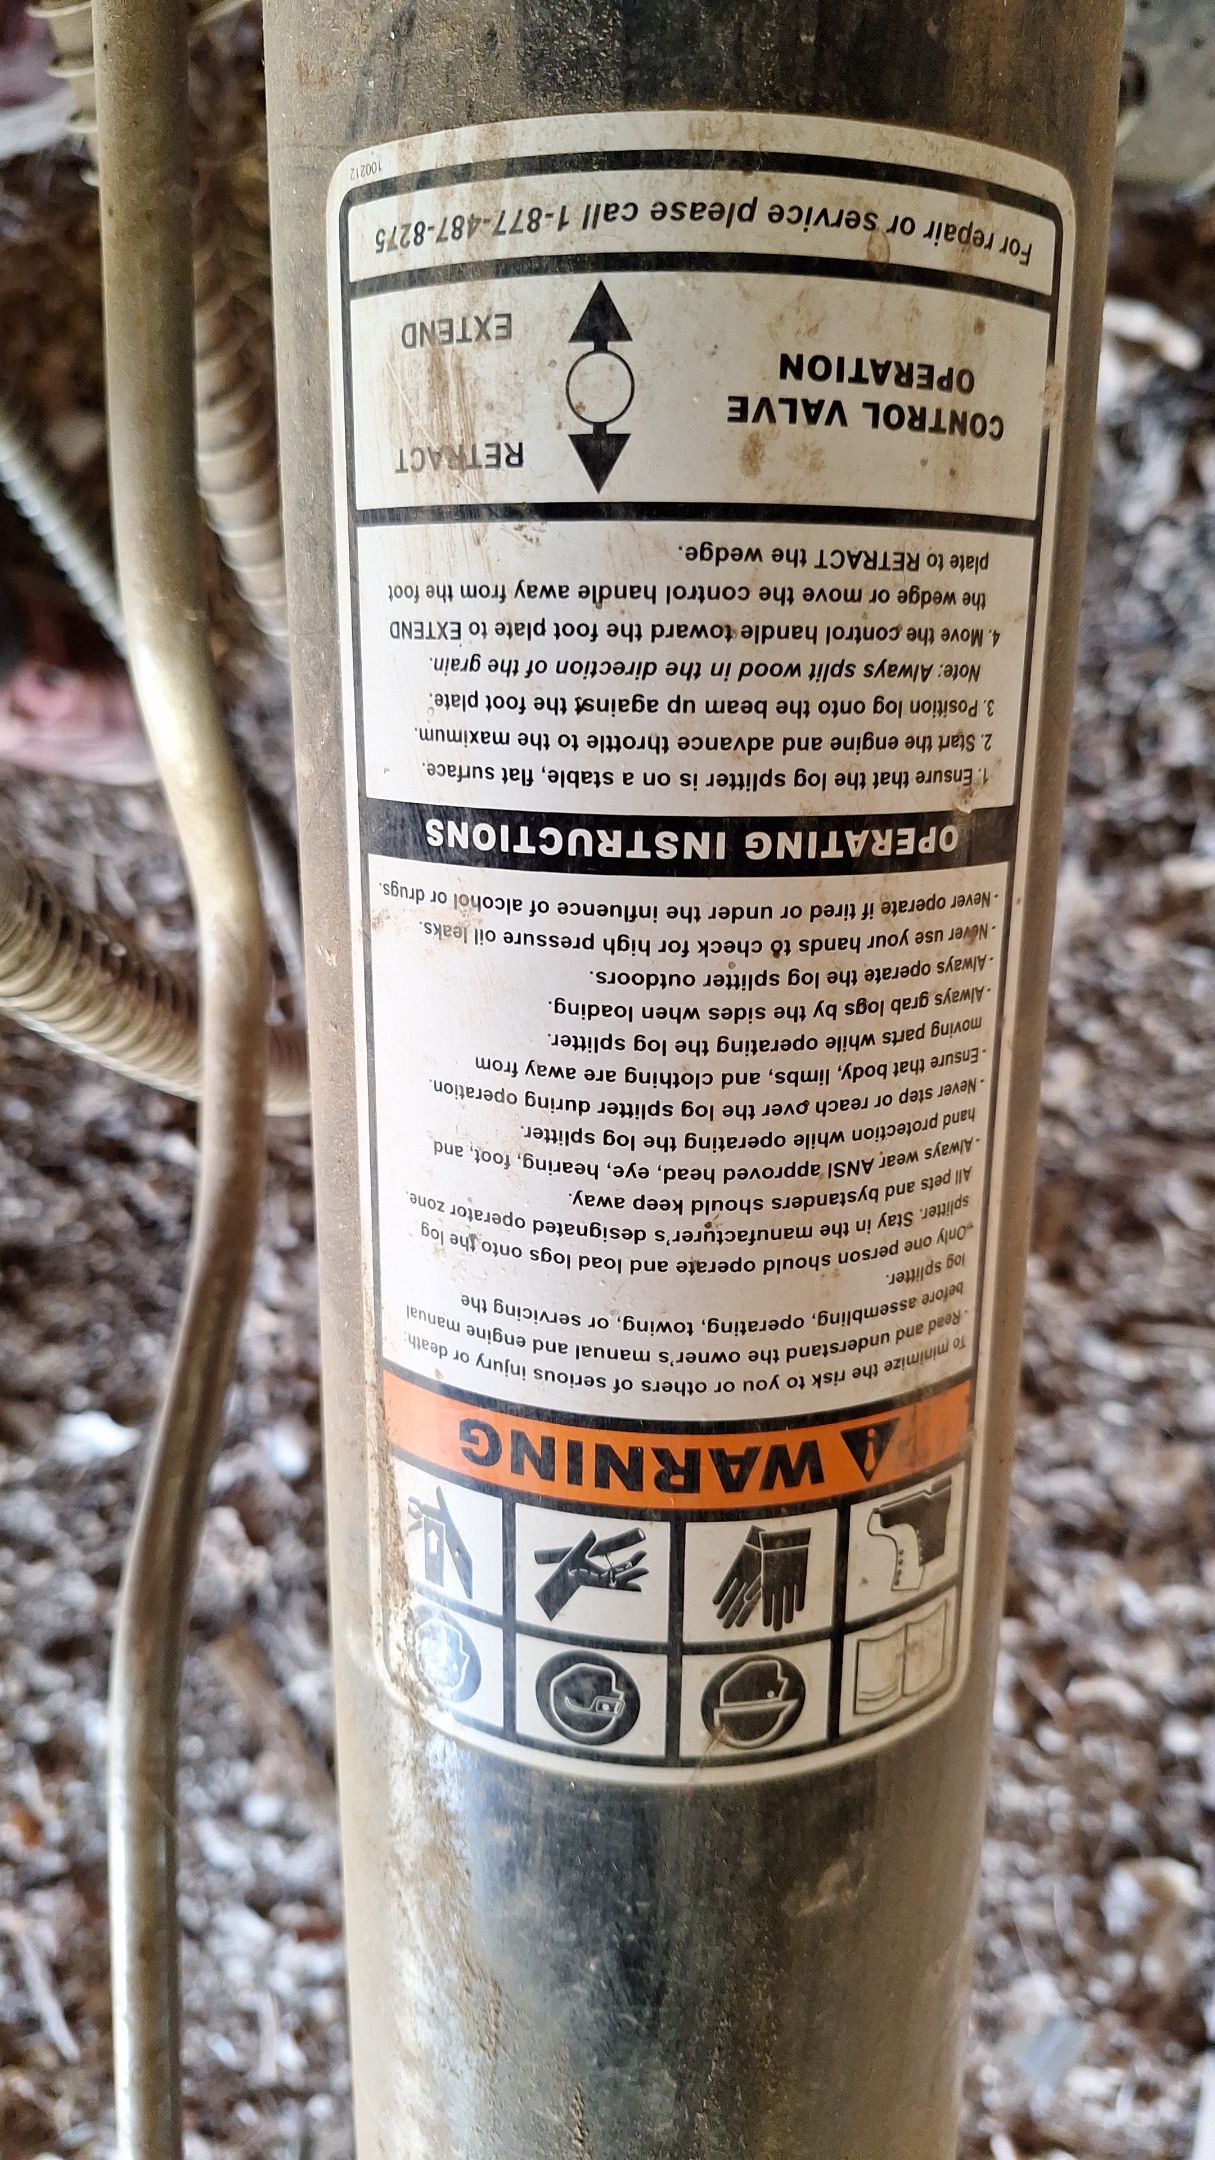 WARNING
To minimize the risk to you or others of serious injury or death:
- Read and understand the owner's manual and engine manual
before assembling, operating, towing, or servicing the
log splitter.
- Only one person should operate and load logs onto the log
splitter. Stay in the manufacturer's designated operator zone.
All pets and bystanders should keep away.
- Always wear ANSI approved head, eye, hearing, foot, and
hand protection while operating the log splitter.
- Never step or reach over the log splitter during operation.
- Ensure that body, limbs, and clothing are away from
moving parts while operating the log splitter.
- Always grab logs by the sides when loading.
- Always operate the log splitter outdoors.
- Never use your hands to check for high pressure oil leaks.
- Never operate if tired or under the influence of alcohol or drugs.
OPERATING INSTRUCTIONS
1. Ensure that the log splitter is on a stable, flat surface.
2. Start the engine and advance throttle to the maximum.
3. Position log onto the beam up against the foot plate.
Note: Always split wood in the direction of the grain.
4. Move the control handle toward the foot plate to EXTEND
the wedge or move the control handle away from the foot
plate to RETRACT the wedge.
CONTROL VALVE
OPERATION
RETRACT
EXTEND
For repair or service please call 1-877-487-8275
100212